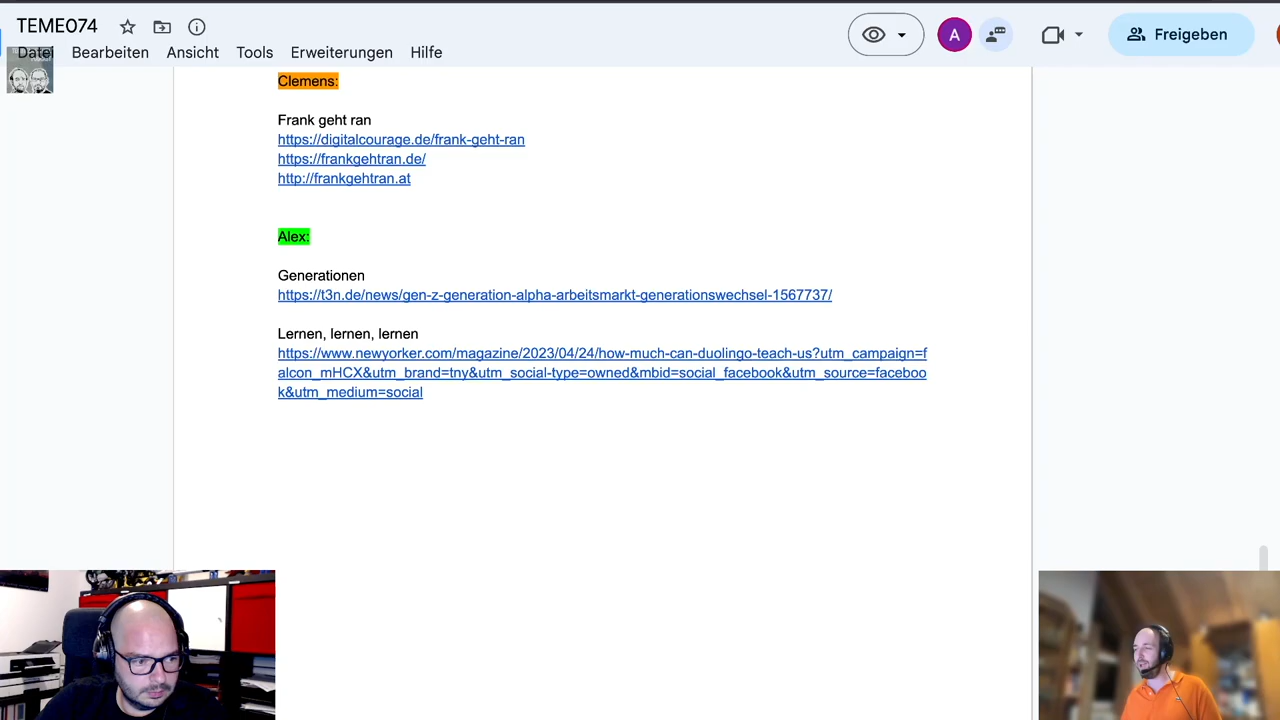 TEME074
Datei Bearbeiten Ansicht Tools Erweiterungen Hilfe
A
Freigeben
Clemens:
Frank geht ran
https://digitalcourage.de/frank-geht-ran
https://frankgehtran.de/
http://frankgehtran.at
Alex:
Generationen
https://t3n.de/news/gen-z-generation-alpha-arbeitsmarkt-generationswechsel-1567737/
Lernen, lernen, lernen
https://www.newyorker.com/magazine/2023/04/24/how-much-can-duolingo-teach-us?utm_campaign=f
alcon_mHCX&utm_brand=tny&utm_social-type=owned&mbid=social_facebook&utm_source=faceboo
k&utm_medium=social